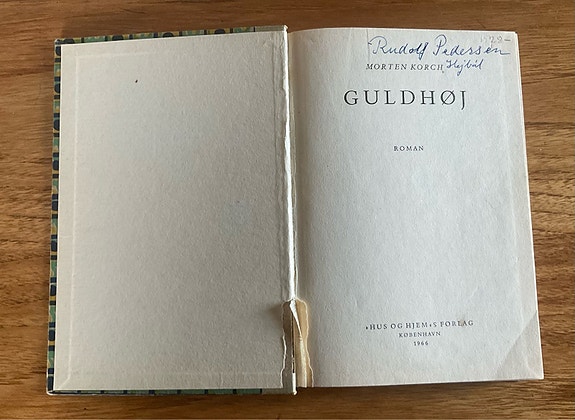 Rudolf Pedersen
MORTEN KORCH
GULDHØJ
ROMAN
»HUS OG HJEM«S FORLAG
KØBENHAVN
1966